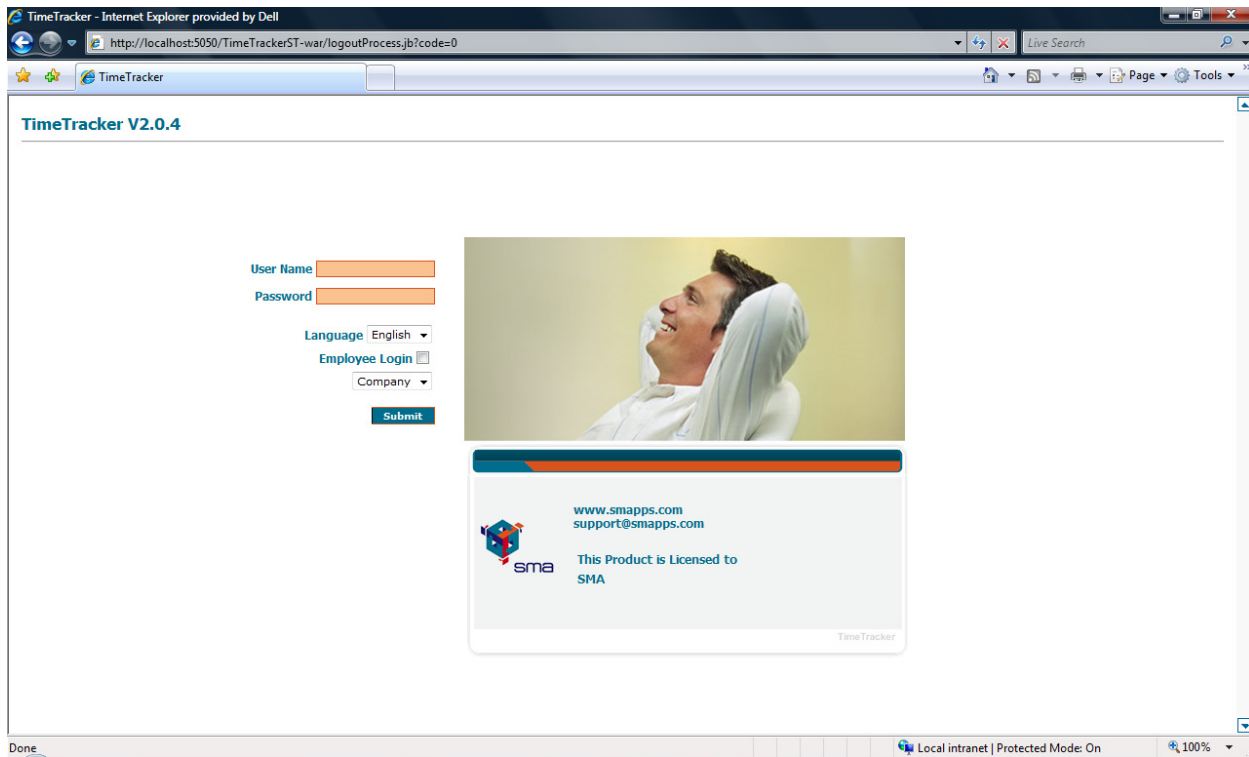 TimeTracker - Internet Explorer provided by Dell
http://localhost:5050/TimeTrackerST-war/logoutProcess.jb?code=0
Live Search
TimeTracker
Page
Tools
TimeTracker V2.0.4
User Name
Password
Language English
Employee Login
Company
Submit
www.smapps.com
support@smapps.com
sma
This Product is Licensed to
SMA
TimeTracker
Done
Local intranet | Protected Mode: On
100%